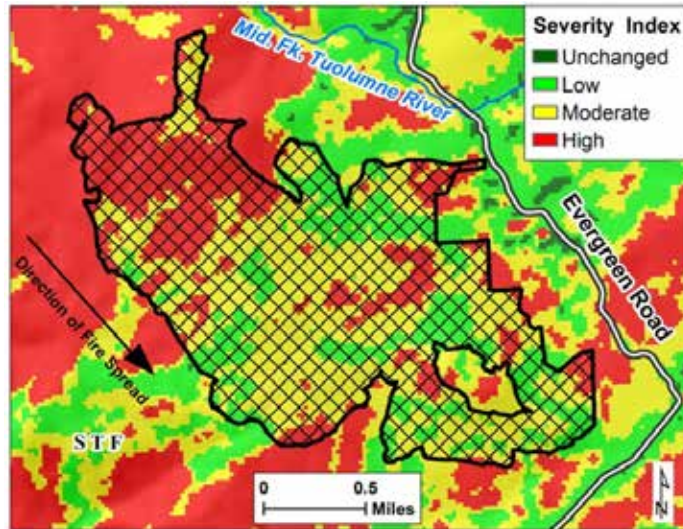 Severity Index
Unchanged
Low
Moderate
High
Mid. Fk. Tuolumne River
Evergreen Road
Direction of Fire Spread
STF
0 0.5
Miles
N